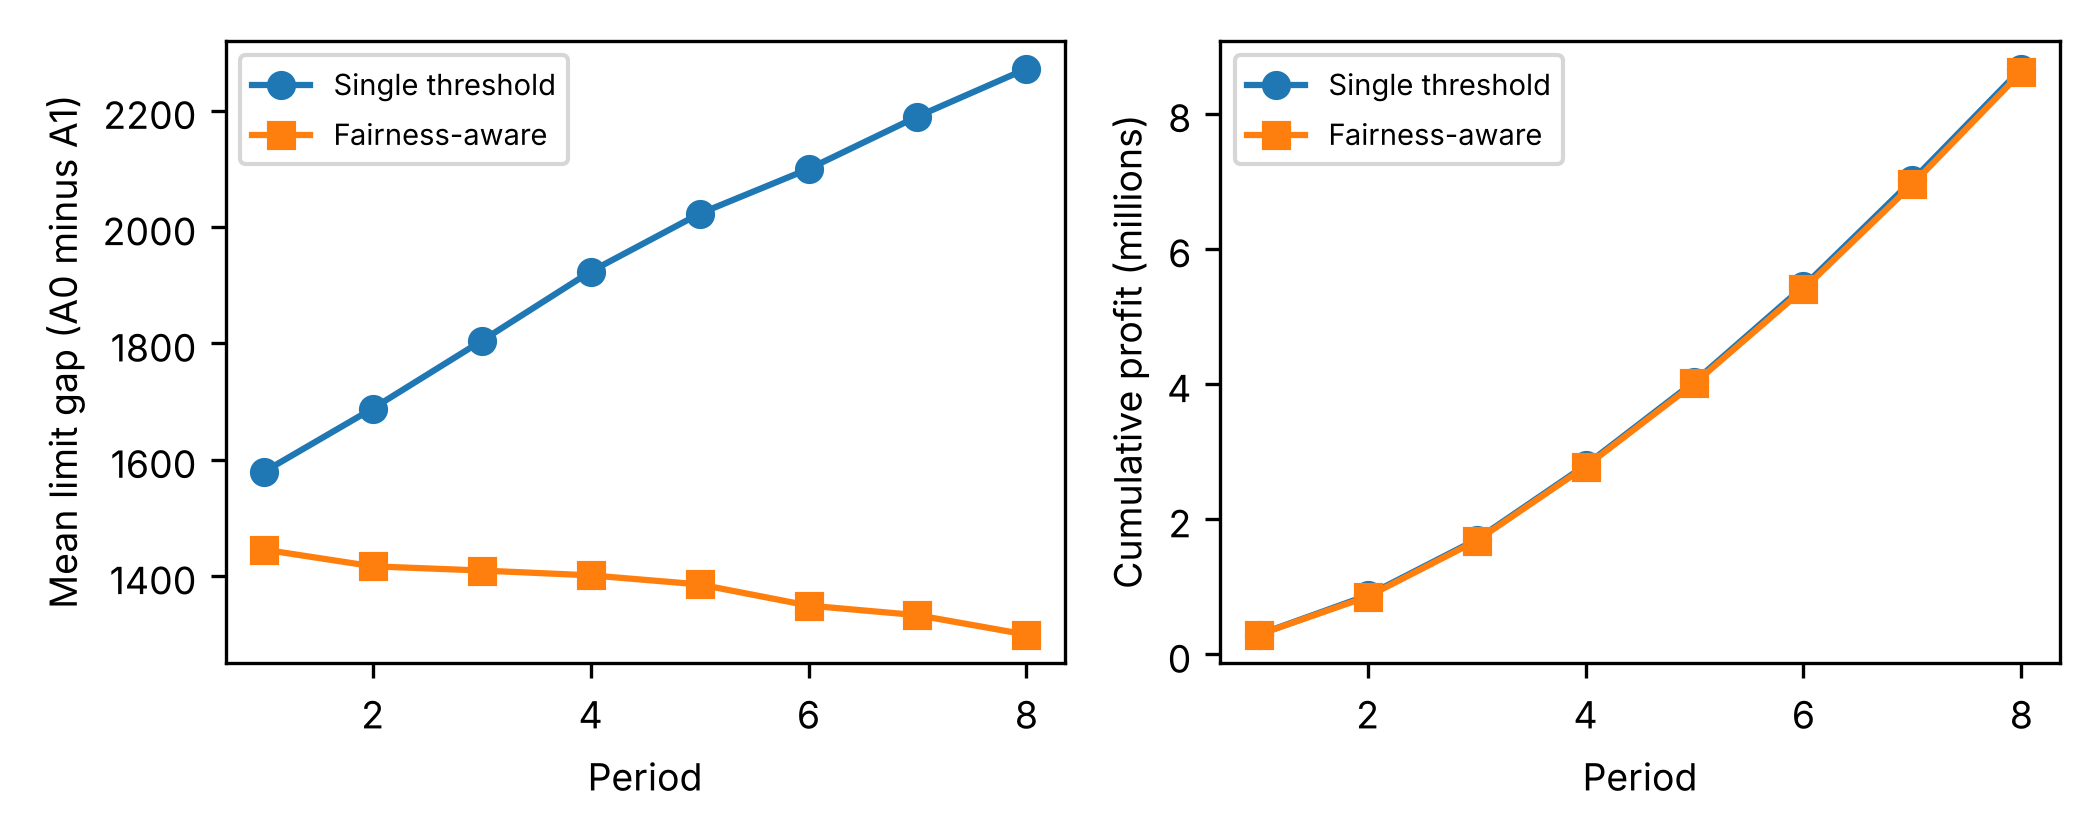 Mean limit gap (A0 minus A1)
2200
2000
1800
1600
1400
Single threshold
Fairness-aware
2
4
6
8
Period
Cumulative profit (millions)
8
6
4
2
0
Single threshold
Fairness-aware
2
4
6
8
Period